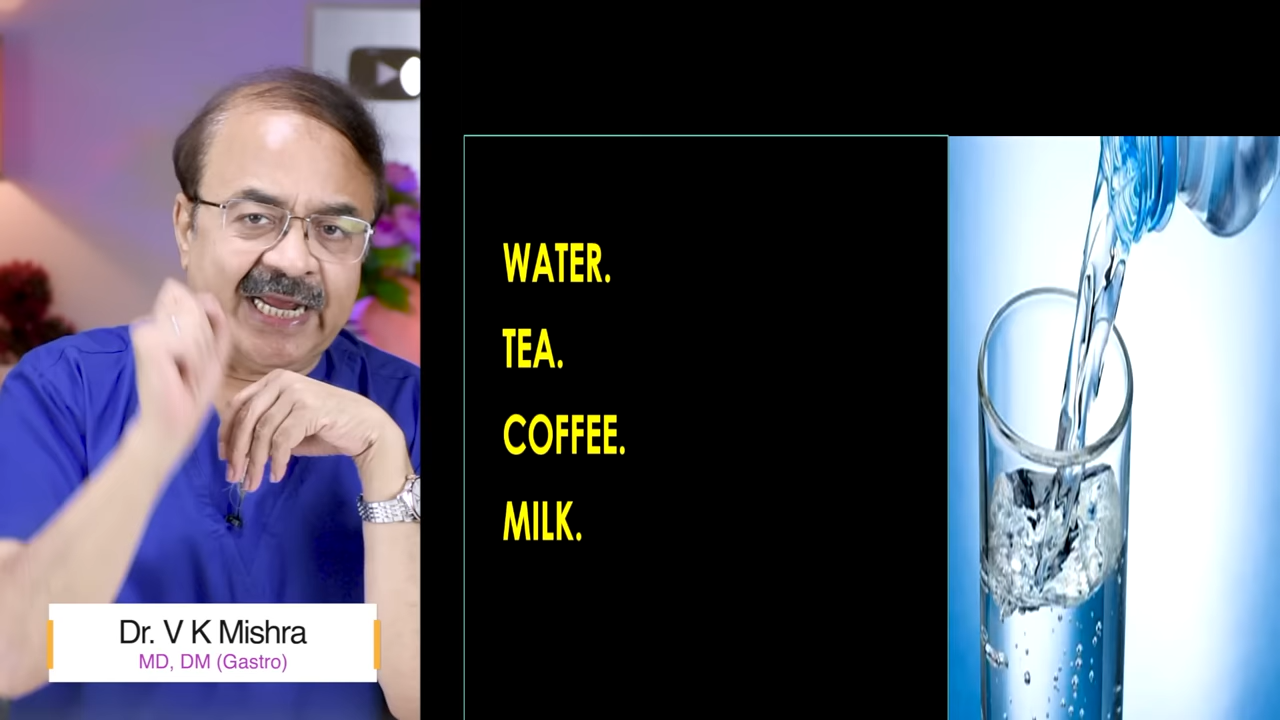 WATER.
TEA.
COFFEE.
MILK.
Dr. V K Mishra
MD, DM (Gastro)